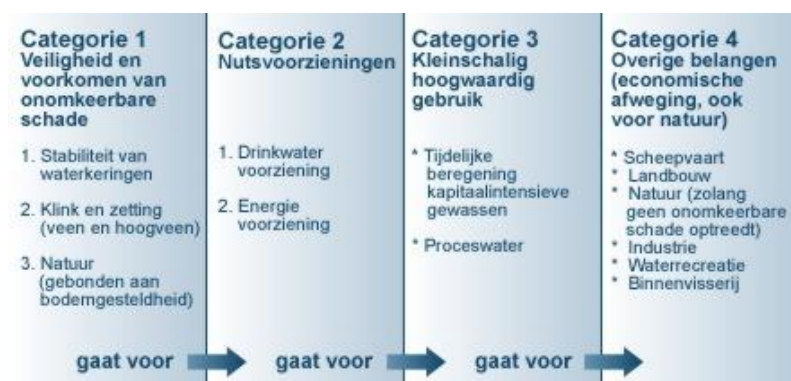 Categorie 1
Veiligheid en
voorkomen van
onomkeerbare
schade
1. Stabiliteit van
waterkeringen
2. Klink en zetting
(veen en hoogveen)
3. Natuur
(gebonden aan
bodemgesteldheid)
gaat voor
Categorie 2
Nutsvoorzieningen
1. Drinkwater
voorziening
2. Energie
voorziening
gaat voor
Categorie 3
Kleinschalig
hoogwaardig
gebruik
* Tijdelijke
beregening
kapitaalintensieve
gewassen
* Proceswater
gaat voor
Categorie 4
Overige belangen
(economische
afweging, ook
voor natuur)
* Scheepvaart
* Landbouw
* Natuur (zolang
geen onomkeerbare
schade optreedt)
* Industrie
* Waterrecreatie
* Binnenvisserij